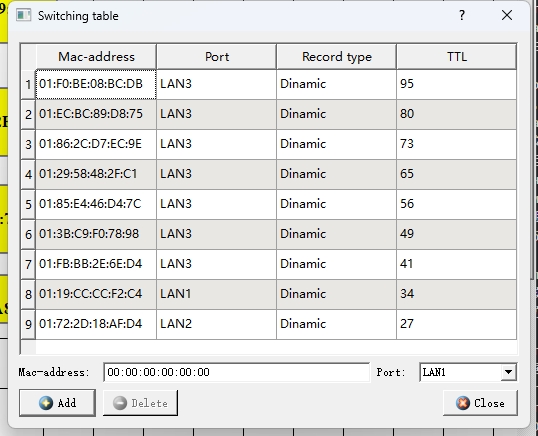 Switching table
?
Mac-address Port Record type TTL
1 01:F0:BE:08:BC:DB LAN3 Dinamic 95
2 01:EC:BC:89:D8:75 LAN3 Dinamic 80
3 01:86:2C:D7:EC:9E LAN3 Dinamic 73
4 01:29:58:48:2F:C1 LAN3 Dinamic 65
5 01:85:E4:46:D4:7C LAN3 Dinamic 56
6 01:3B:C9:F0:78:98 LAN3 Dinamic 49
7 01:FB:BB:2E:6E:D4 LAN3 Dinamic 41
8 01:19:CC:CC:F2:C4 LAN1 Dinamic 34
9 01:72:2D:18:AF:D4 LAN2 Dinamic 27
Mac-address: 00:00:00:00:00:00 Port: LAN1
Add Delete Close